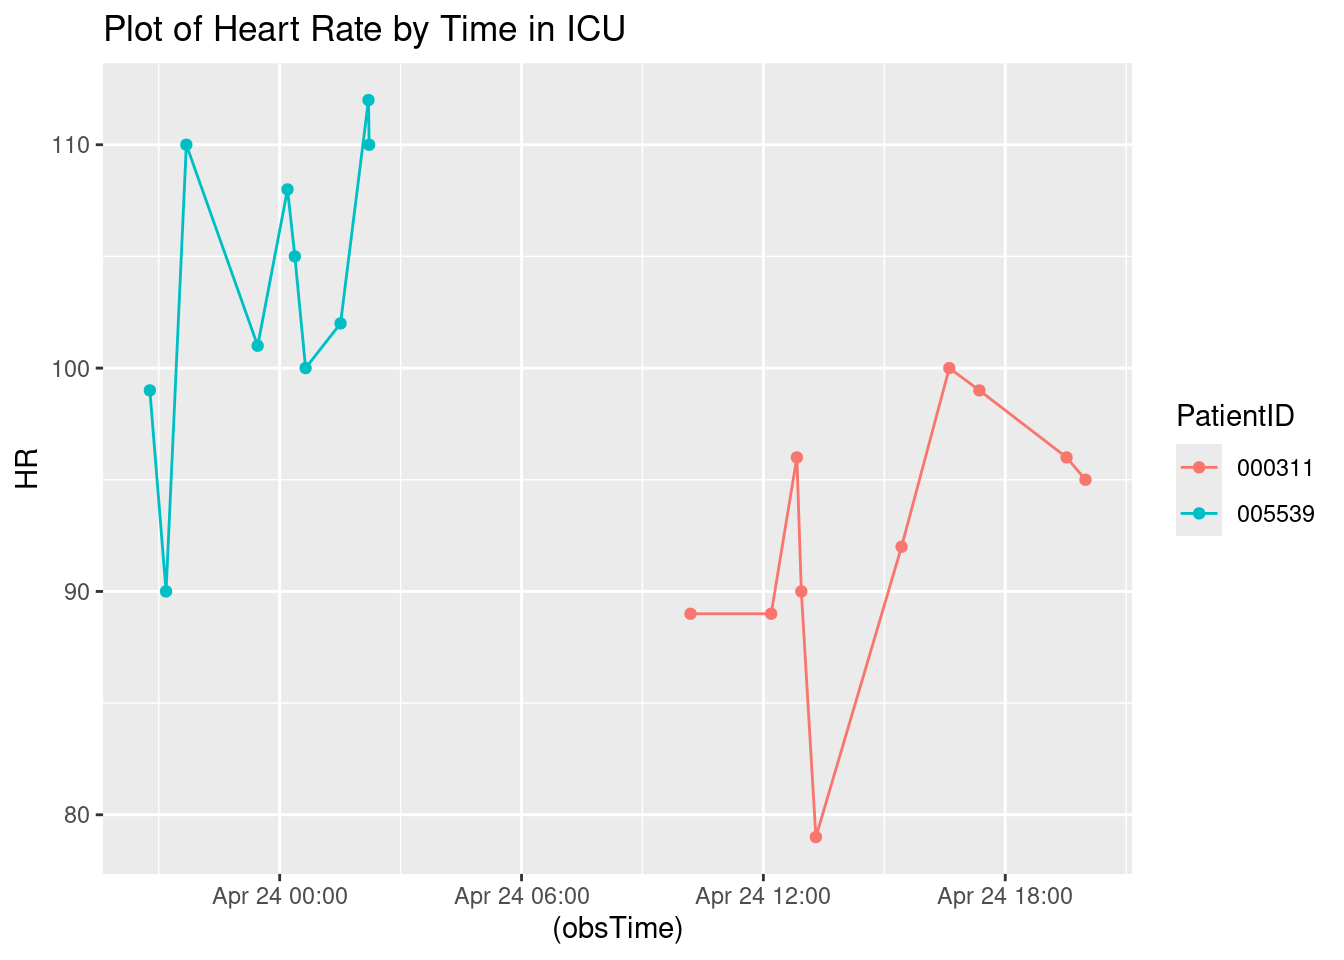 Plot of Heart Rate by Time in ICU
HR
110
100
90
80
Apr 24 00:00
Apr 24 06:00
Apr 24 12:00
Apr 24 18:00
(obsTime)
PatientID
000311
005539